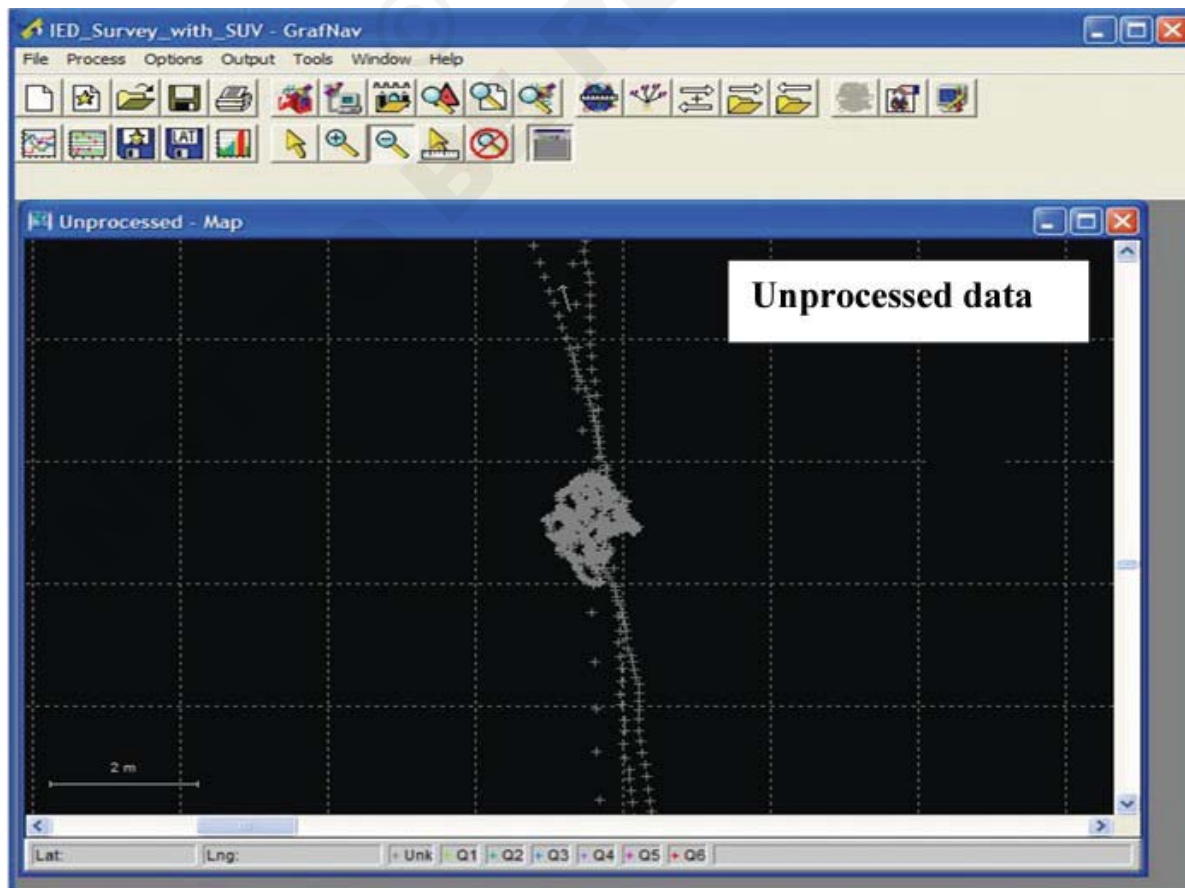 IED_Survey_with_SUV - GrafNav
File Process Options Output Tools Window Help
LAT
Unprocessed - Map
Unprocessed data
2 m
Lat: Lng: + Unk + Q1 + Q2 + Q3 + Q4 + Q5 + Q6